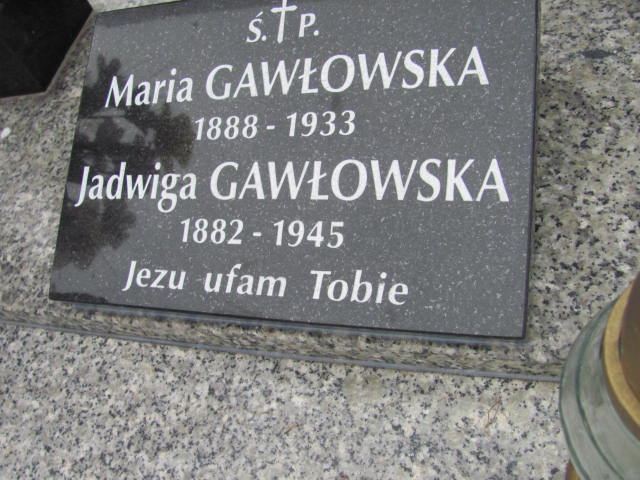 Ś.†P.
Maria GAWŁOWSKA
1888 - 1933
Jadwiga GAWŁOWSKA
1882 - 1945
Jezu ufam Tobie